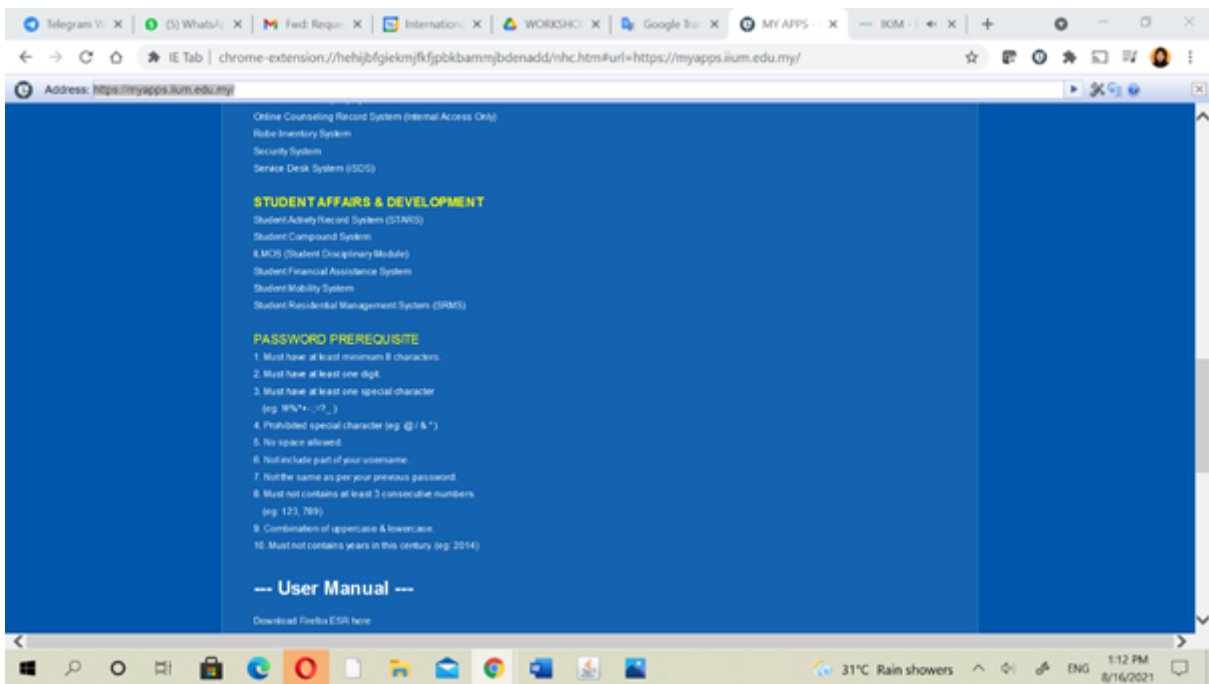 Telegram W
(5) WhatsA
Fwd: Reque
Internation
WORKSHO
Google Tra
MY APPS -
IKIM - I
IE Tab | chrome-extension://hehijbfgiekmjfkfjpbkbammjbdenadd/nhc.htm#url=https://myapps.iium.edu.my/
Address: https://myapps.iium.edu.my/
Online Counseling Record System (Internal Access Only)
Robe Inventory System
Security System
Service Desk System (iSDS)
STUDENT AFFAIRS & DEVELOPMENT
Student Activity Record System (STARS)
Student Compound System
ILMOS (Student Disciplinary Module)
Student Financial Assistance System
Student Mobility System
Student Residential Management System (SRMS)
PASSWORD PREREQUISITE
1. Must have at least minimum 8 characters.
2. Must have at least one digit.
3. Must have at least one special character
4. Prohibited special character (eg: @ / & " )
5. No space allowed.
6. Not include part of your username.
7. Not the same as per your previous password.
8. Must not contains at least 3 consecutive numbers.
(eg: 123, 789)
9. Combination of uppercase & lowercase.
10. Must not contains years in this century. (eg: 2014)
--- User Manual ---
Download Firefox ESR here
31°C Rain showers
ENG
1:12 PM
8/16/2021